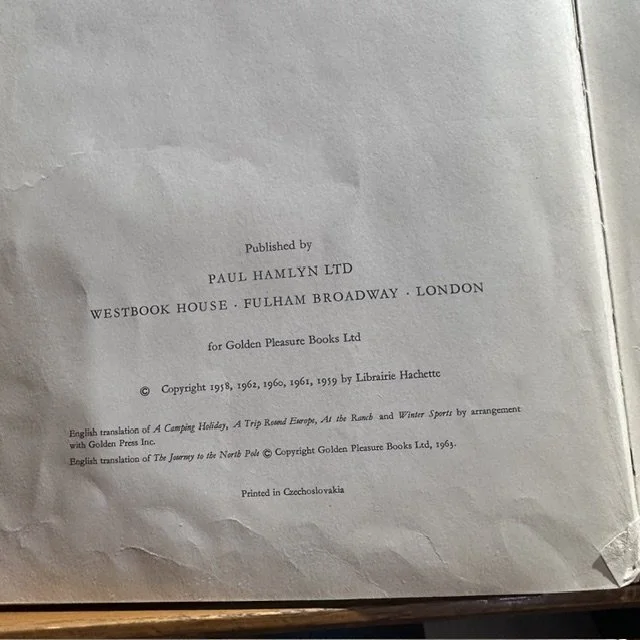 Published by
PAUL HAMLYN LTD
WESTBOOK HOUSE · FULHAM BROADWAY · LONDON
for Golden Pleasure Books Ltd
© Copyright 1958, 1962, 1960, 1961, 1959 by Librairie Hachette
English translation of A Camping Holiday, A Trip Round Europe, At the Ranch and Winter Sports by arrangement
with Golden Press Inc.
English translation of The Journey to the North Pole © Copyright Golden Pleasure Books Ltd, 1963.
Printed in Czechoslovakia